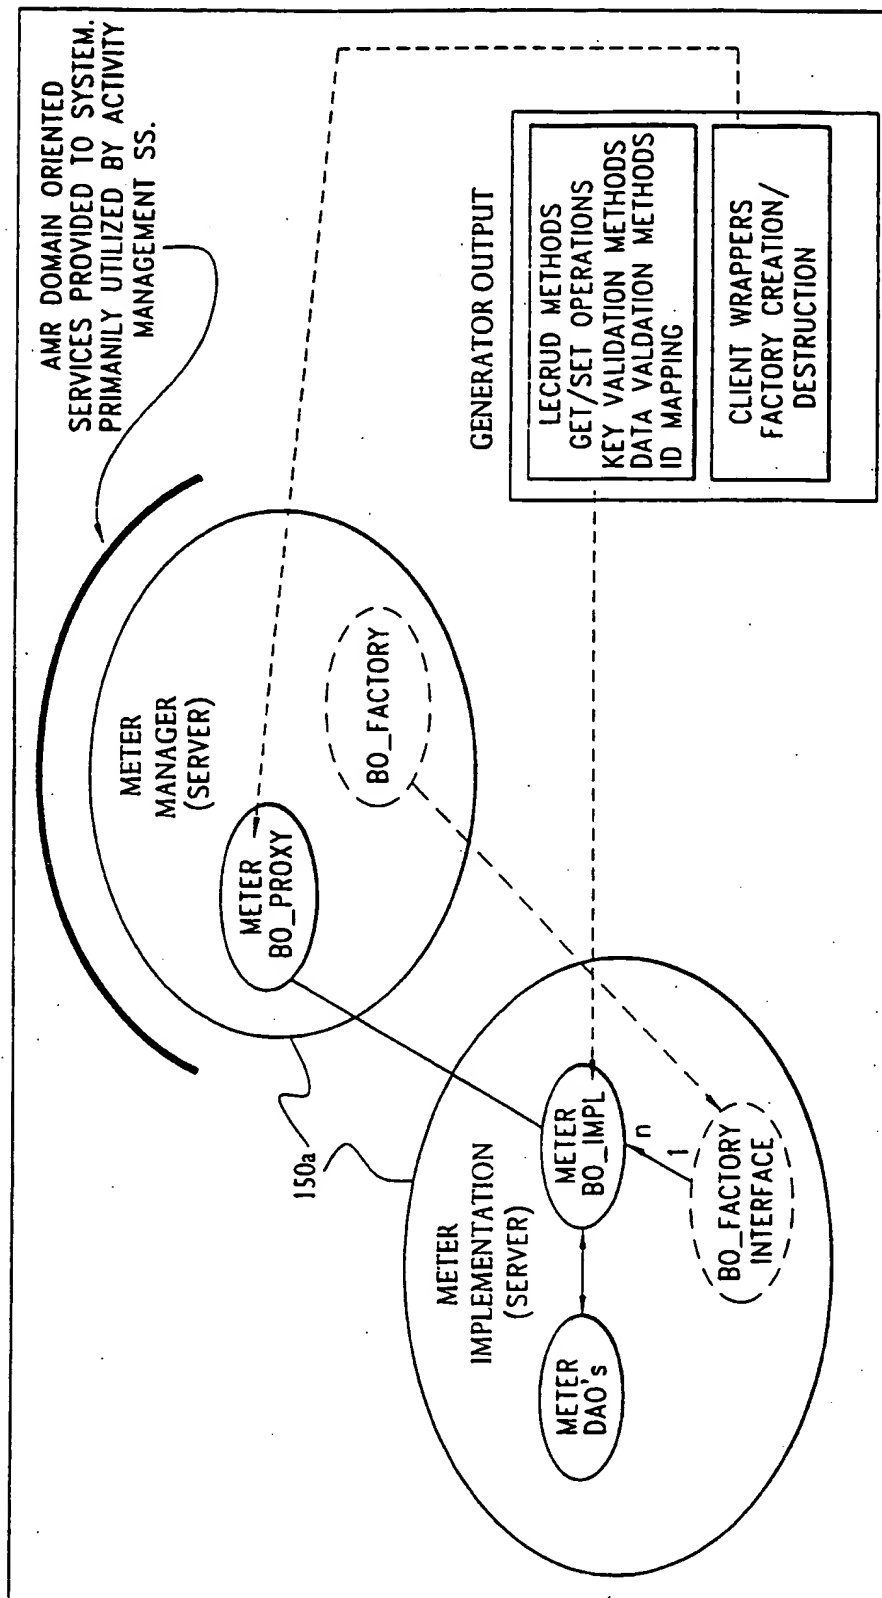 AMR DOMAIN ORIENTED
SERVICES PROVIDED TO SYSTEM.
PRIMANILY UTILIZED BY ACTIVITY
MANAGEMENT SS.
METER
MANAGER
(SERVER)
METER
BO_PROXY
BO_FACTORY
150a
METER
IMPLEMENTATION
(SERVER)
METER
DAO's
METER
BO_IMPL
n
1
BO_FACTORY
INTERFACE
GENERATOR OUTPUT
LECRUD METHODS
GET/SET OPERATIONS
KEY VALIDATION METHODS
DATA VALDATION METHODS
ID MAPPING
CLIENT WRAPPERS
FACTORY CREATION/
DESTRUCTION